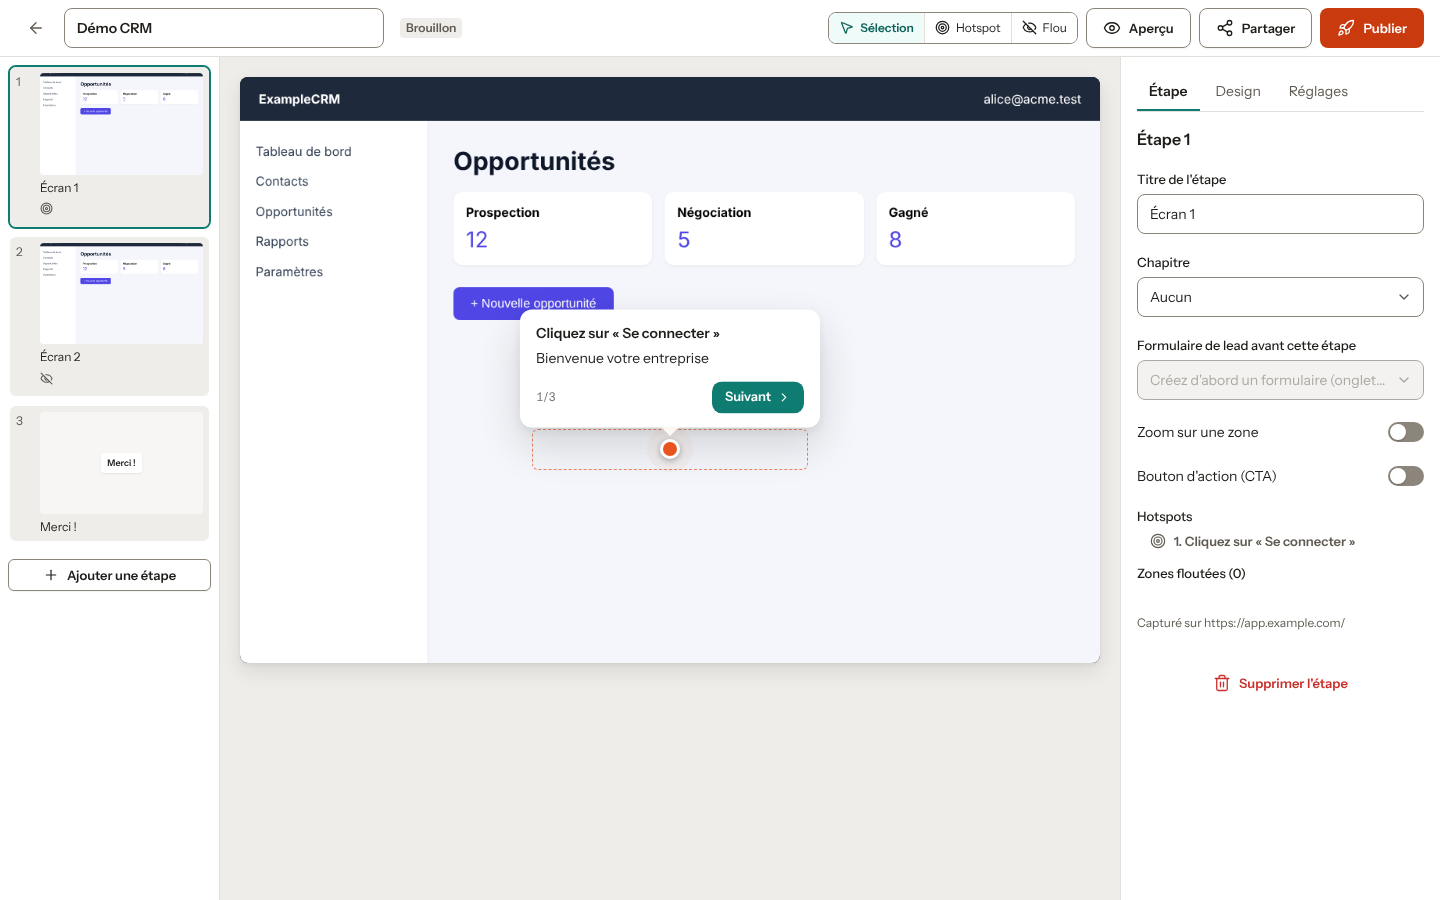 Démo CRM
Brouillon
Sélection
Hotspot
Flou
Aperçu
Partager
Publier
1
Opportunités
Écran 1
2
Opportunités
Écran 2
3
Merci !
Merci !
Ajouter une étape
ExampleCRM
alice@acme.test
Tableau de bord
Contacts
Opportunités
Rapports
Paramètres
Opportunités
Prospection
12
Négociation
5
Gagné
8
+ Nouvelle opportunité
Cliquez sur « Se connecter »
Bienvenue votre entreprise
1/3
Suivant
Étape
Design
Réglages
Étape 1
Titre de l'étape
Écran 1
Chapitre
Aucun
Formulaire de lead avant cette étape
Créez d'abord un formulaire (onglet…
Zoom sur une zone
Bouton d'action (CTA)
Hotspots
1. Cliquez sur « Se connecter »
Zones floutées (0)
Capturé sur https://app.example.com/
Supprimer l'étape